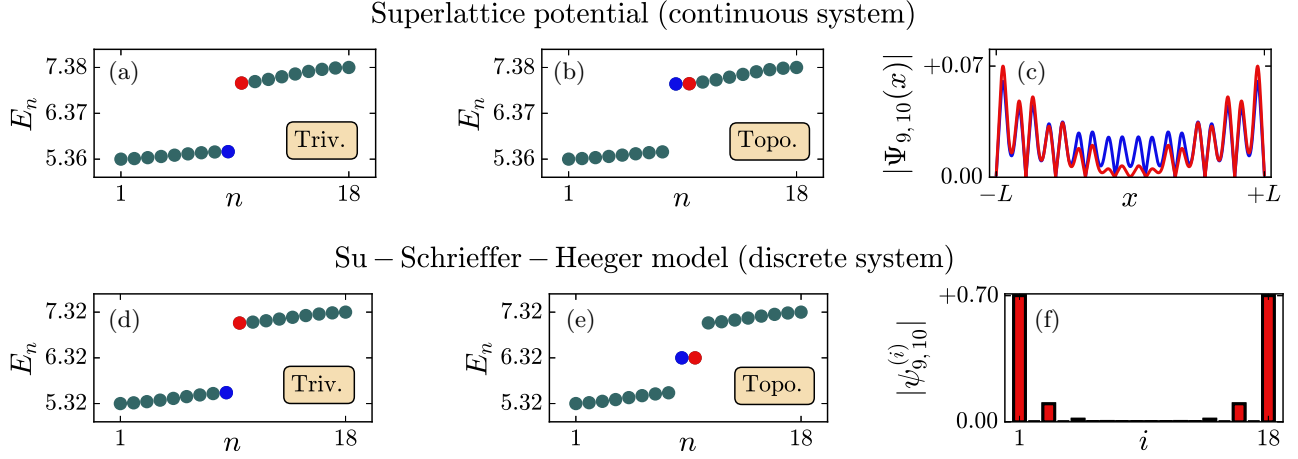 Superlattice potential (continuous system)
(a)
7.38
6.37
5.36
E_n
Triv.
1
n
18
(b)
7.38
6.37
5.36
E_n
Topo.
1
n
18
(c)
+0.07
0.00
|Ψ_{9,10}(x)|
−L
x
+L
Su − Schrieffer − Heeger model (discrete system)
(d)
7.32
6.32
5.32
E_n
Triv.
1
n
18
(e)
7.32
6.32
5.32
E_n
Topo.
1
n
18
(f)
+0.70
0.00
|ψ_{9,10}^{(i)}|
1
i
18